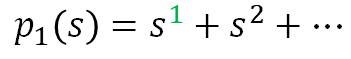 p₁(s) = s¹ + s² + ⋯